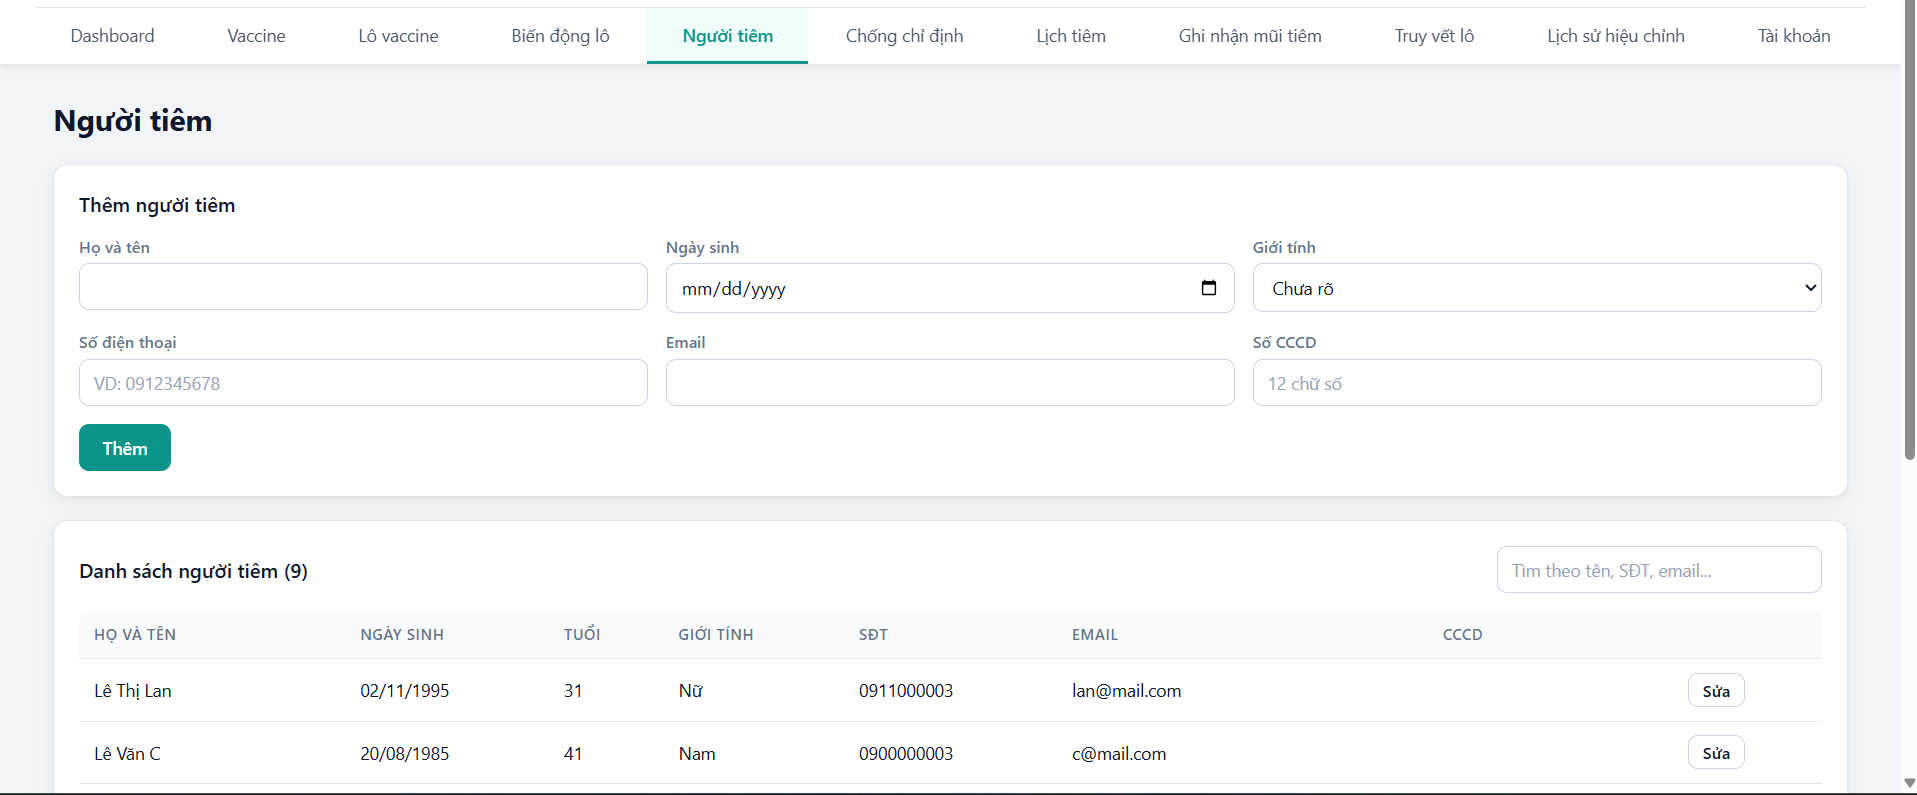 Dashboard Vaccine Lô vaccine Biến động lô Người tiêm Chống chỉ định Lịch tiêm Ghi nhận mũi tiêm Truy vết lô Lịch sử hiệu chỉnh Tài khoản
Người tiêm
Thêm người tiêm
Họ và tên Ngày sinh Giới tính
mm/dd/yyyy Chưa rõ
Số điện thoại Email Số CCCD
VD: 0912345678 12 chữ số
Thêm
Danh sách người tiêm (9) Tìm theo tên, SĐT, email...
HỌ VÀ TÊN NGÀY SINH TUỔI GIỚI TÍNH SĐT EMAIL CCCD
Lê Thị Lan 02/11/1995 31 Nữ 0911000003 lan@mail.com Sửa
Lê Văn C 20/08/1985 41 Nam 0900000003 c@mail.com Sửa